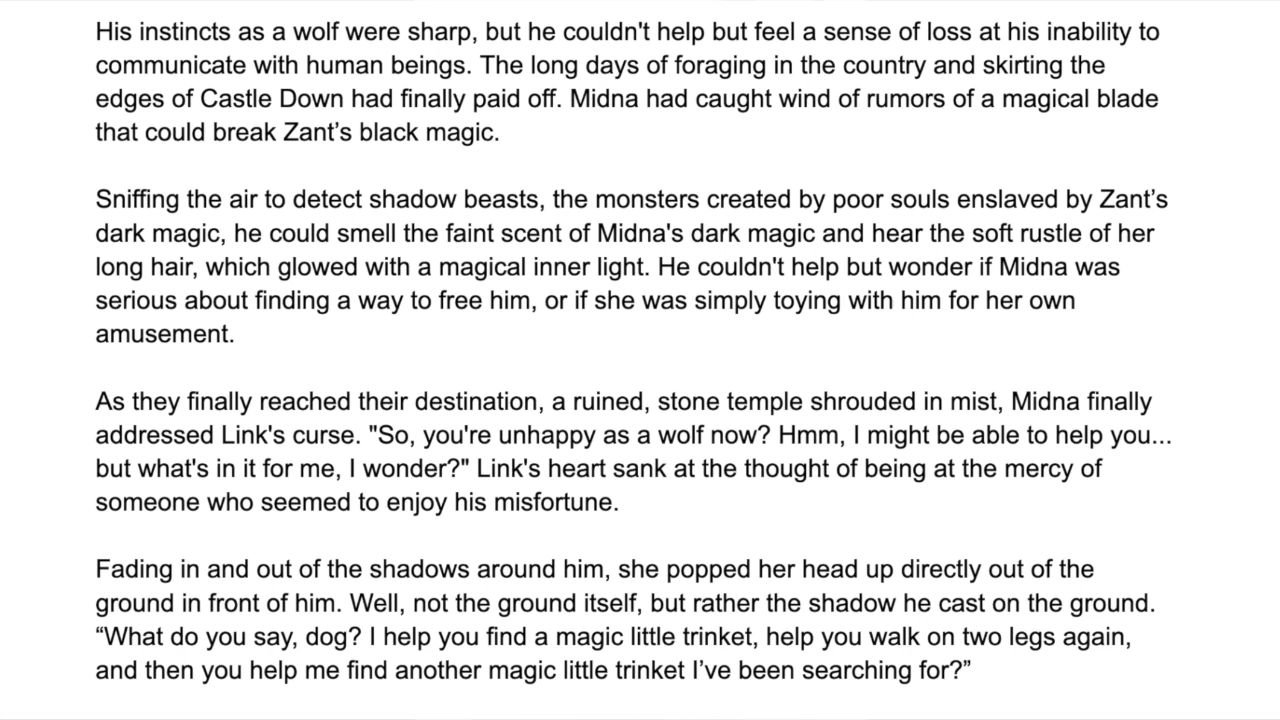 His instincts as a wolf were sharp, but he couldn't help but feel a sense of loss at his inability to
communicate with human beings. The long days of foraging in the country and skirting the
edges of Castle Down had finally paid off. Midna had caught wind of rumors of a magical blade
that could break Zant’s black magic.
Sniffing the air to detect shadow beasts, the monsters created by poor souls enslaved by Zant’s
dark magic, he could smell the faint scent of Midna's dark magic and hear the soft rustle of her
long hair, which glowed with a magical inner light. He couldn't help but wonder if Midna was
serious about finding a way to free him, or if she was simply toying with him for her own
amusement.
As they finally reached their destination, a ruined, stone temple shrouded in mist, Midna finally
addressed Link's curse. "So, you're unhappy as a wolf now? Hmm, I might be able to help you...
but what's in it for me, I wonder?" Link's heart sank at the thought of being at the mercy of
someone who seemed to enjoy his misfortune.
Fading in and out of the shadows around him, she popped her head up directly out of the
ground in front of him. Well, not the ground itself, but rather the shadow he cast on the ground.
“What do you say, dog? I help you find a magic little trinket, help you walk on two legs again,
and then you help me find another magic little trinket I’ve been searching for?”